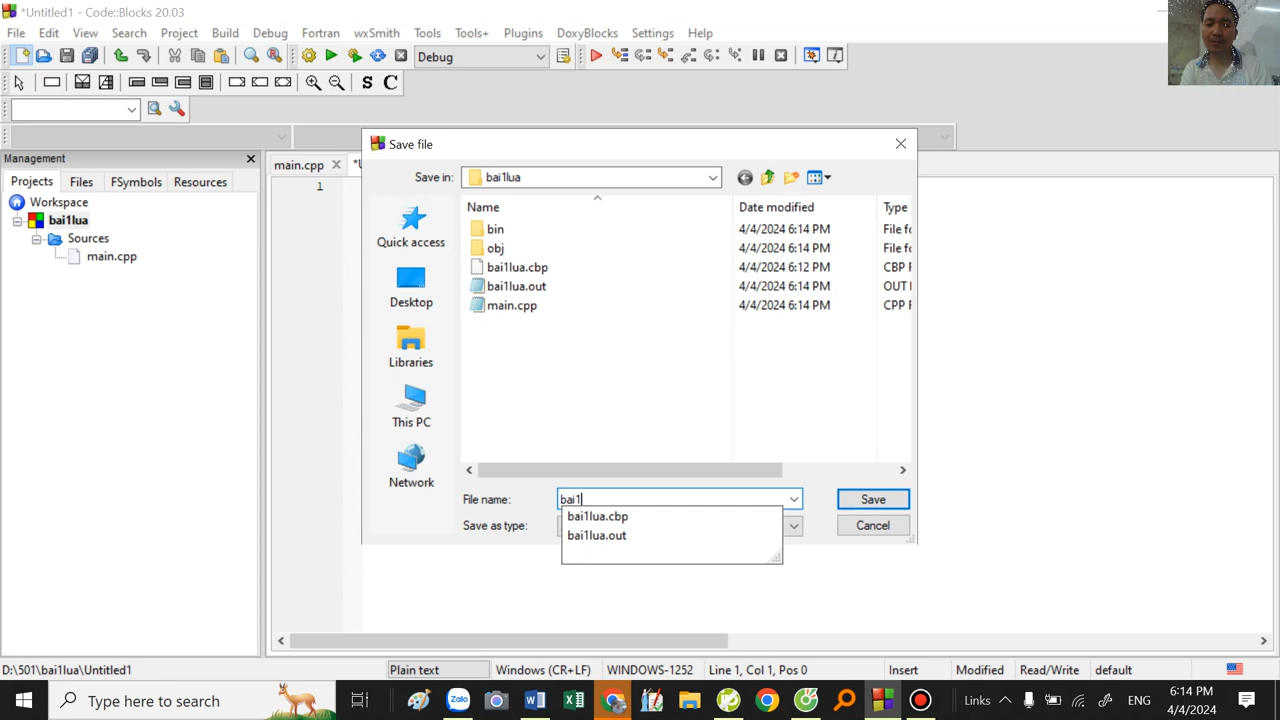 *Untitled1 - Code::Blocks 20.03
File Edit View Search Project Build Debug Fortran wxSmith Tools Tools+ Plugins DoxyBlocks Settings Help
Debug
S C
Management
Projects Files FSymbols Resources
Workspace
bai1lua
Sources
main.cpp
main.cpp
1
Save file
Save in: bai1lua
Name Date modified Type
bin 4/4/2024 6:14 PM File fo
obj 4/4/2024 6:14 PM File fo
bai1lua.cbp 4/4/2024 6:12 PM CBP F
bai1lua.out 4/4/2024 6:14 PM OUT
main.cpp 4/4/2024 6:14 PM CPP F
Quick access
Desktop
Libraries
This PC
Network
File name: bai1
bai1lua.cbp
bai1lua.out
Save as type:
Save
Cancel
D:\501\bai1lua\Untitled1 Plain text Windows (CR+LF) WINDOWS-1252 Line 1, Col 1, Pos 0 Insert Modified Read/Write default
Type here to search
Zalo
Links
ENG
6:14 PM
4/4/2024